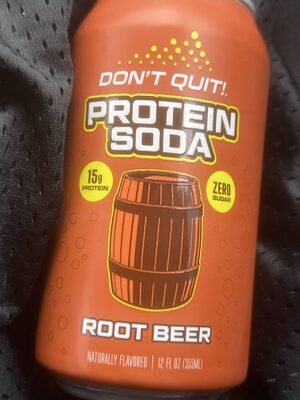 DON'T QUIT!®
PROTEIN
SODA
15g
PROTEIN
ZERO
SUGAR
ROOT BEER
NATURALLY FLAVORED | 12 FL OZ (355ML)